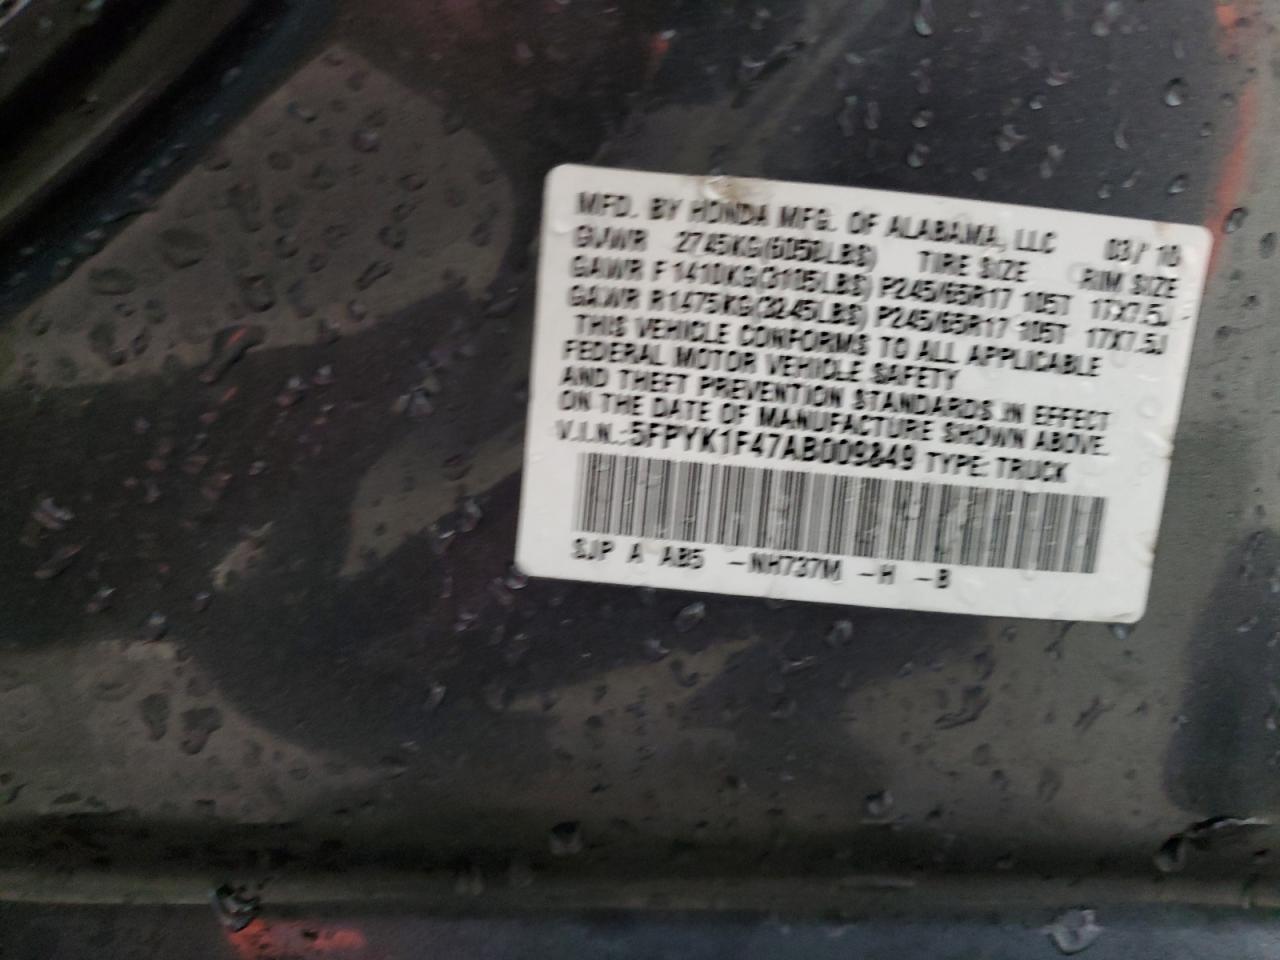 MFD. BY HONDA MFG. OF ALABAMA, LLC 03/10
GVWR 2745KG(6050LBS) TIRE SIZE RIM SIZE
GAWR F1410KG(3105LBS) P245/65R17 105T 17X7.5J
GAWR R1475KG(3245LBS) P245/65R17 105T 17X7.5J
THIS VEHICLE CONFORMS TO ALL APPLICABLE
FEDERAL MOTOR VEHICLE SAFETY
AND THEFT PREVENTION STANDARDS IN EFFECT
ON THE DATE OF MANUFACTURE SHOWN ABOVE.
V.I.N.:5FPYK1F47AB009849 TYPE: TRUCK
SJP A AB5 -NH737M -H -B